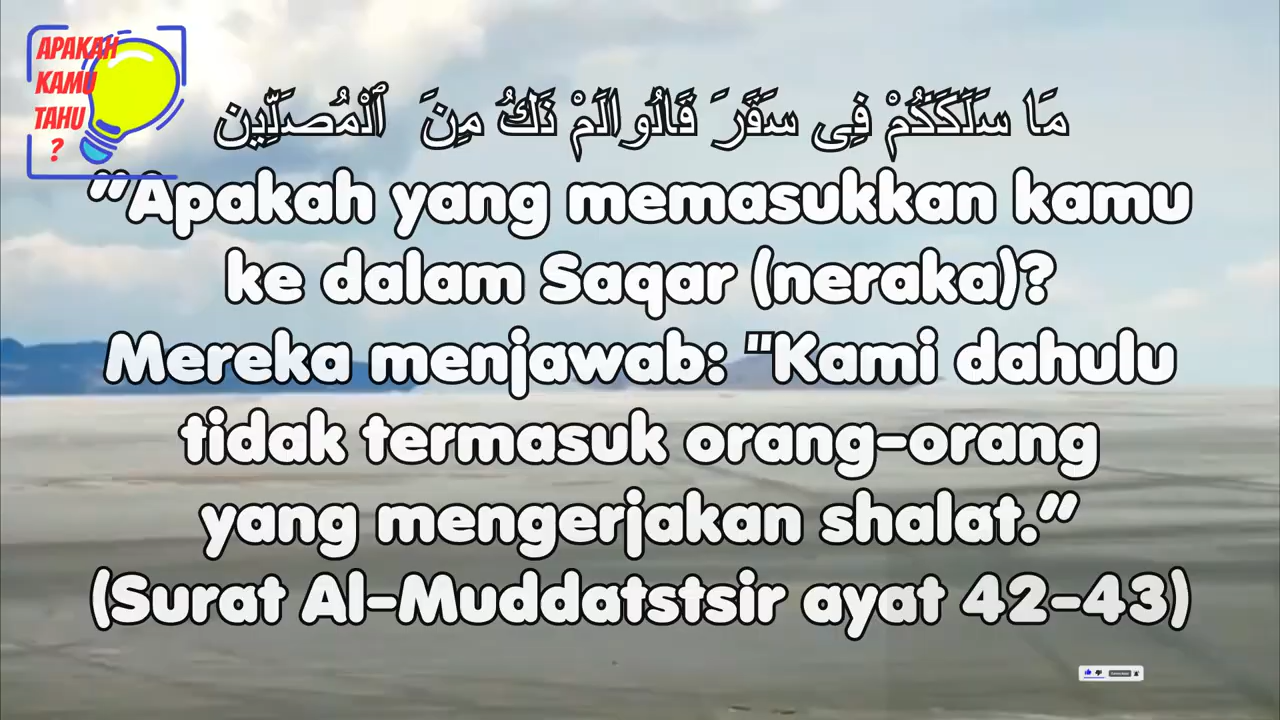 APAKAH
KAMU
TAHU
?
مَا سَلَكَكُمْ فِى سَقَرَ قَالُوا لَمْ نَكُ مِنَ ٱلْمُصَلِّين
"Apakah yang memasukkan kamu
ke dalam Saqar (neraka)?
Mereka menjawab: "Kami dahulu
tidak termasuk orang-orang
yang mengerjakan shalat."
(Surat Al-Muddatstsir ayat 42-43)